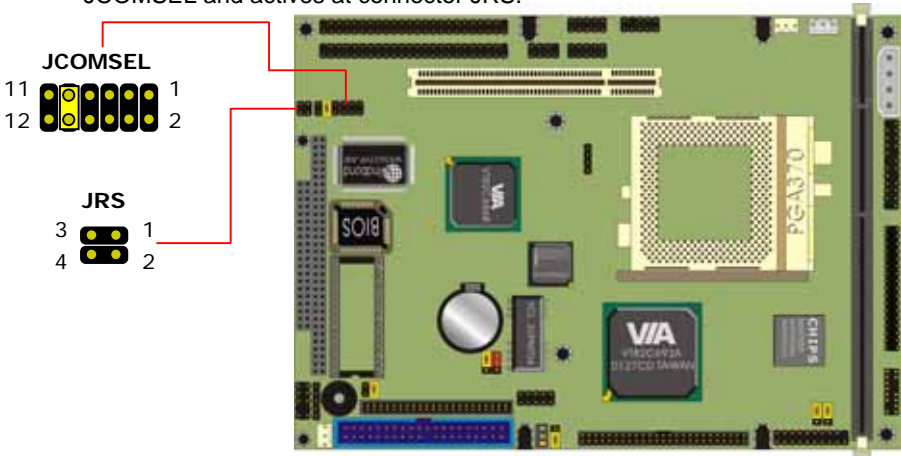 JCOMSEL and actives at connector JRS.
JCOMSEL
11 1
12 2
JRS
3 1
4 2
BIOS
PGA370
VIA
VIA
VT82C693A
CHIPS